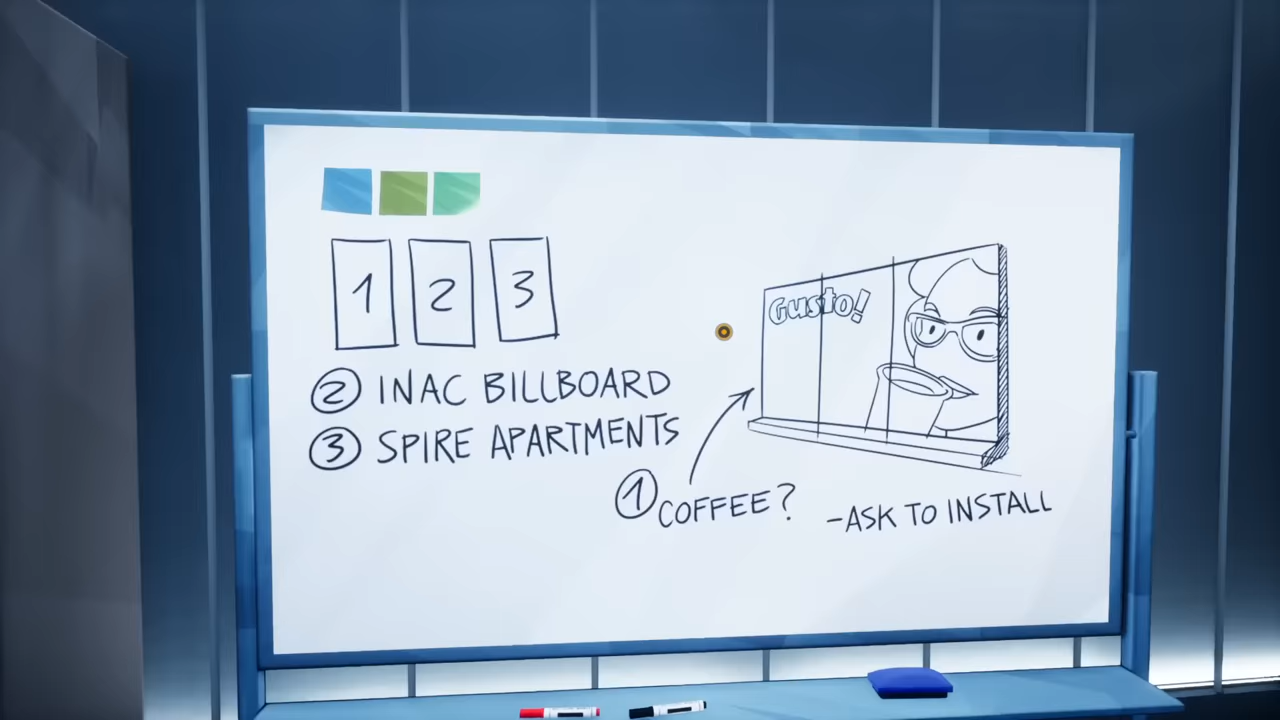 1 2 3
② INAC BILLBOARD
③ SPIRE APARTMENTS
Gusto!
① COFFEE?
-ASK TO INSTALL